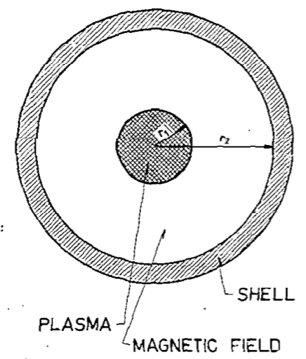 r₁
r₂
SHELL
PLASMA
MAGNETIC FIELD